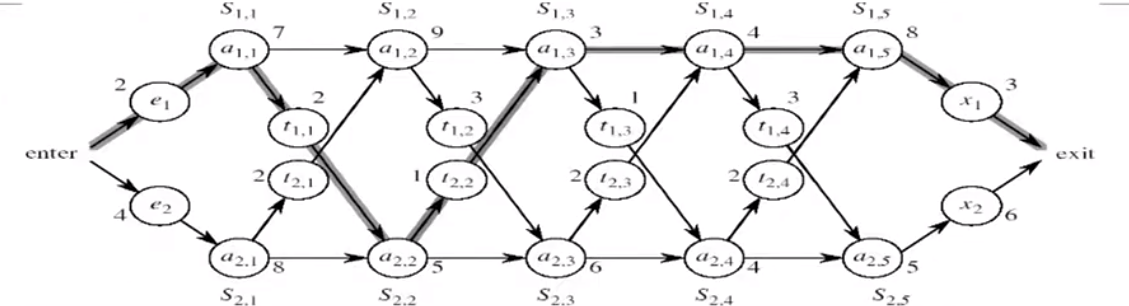 S1,1 S1,2 S1,3 S1,4 S1,5
7 9 3 4 8
a1,1 a1,2 a1,3 a1,4 a1,5
2 e1 x1 3
2 3 1 3
t1,1 t1,2 t1,3 t1,4
enter exit
2 t2,1 1 t2,2 2 t2,3 2 t2,4
4 e2 x2 6
a2,1 8 a2,2 5 a2,3 6 a2,4 4 a2,5 5
S2,1 S2,2 S2,3 S2,4 S2,5